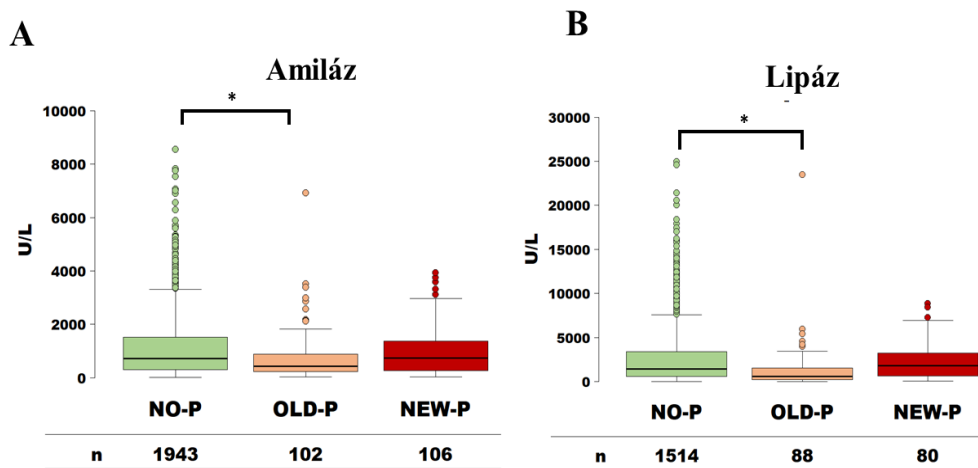 A
Amiláz
*
10000
8000
6000
4000
2000
0
U/L
NO-P OLD-P NEW-P
n 1943 102 106
B
Lipáz
-
*
30000
25000
20000
15000
10000
5000
0
U/L
NO-P OLD-P NEW-P
n 1514 88 80